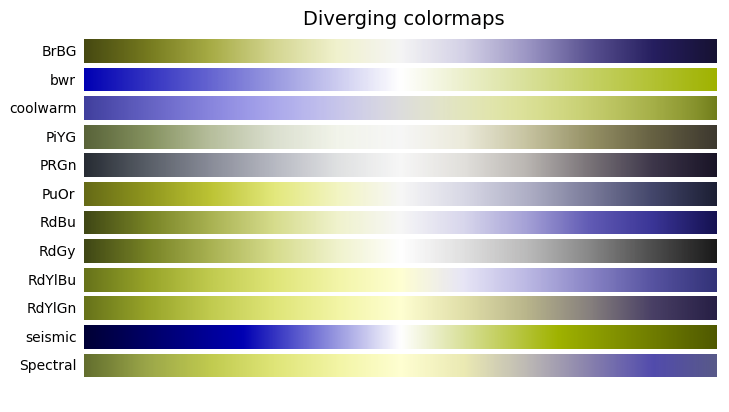 Diverging colormaps
BrBG
bwr
coolwarm
PiYG
PRGn
PuOr
RdBu
RdGy
RdYlBu
RdYlGn
seismic
Spectral